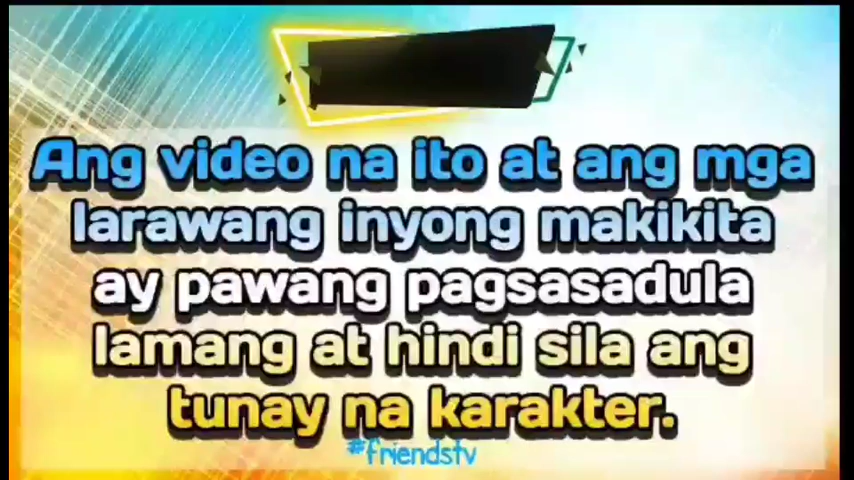 Ang video na ito at ang mga
larawang inyong makikita
ay pawang pagsasadula
lamang at hindi sila ang
tunay na karakter.
#friendstv